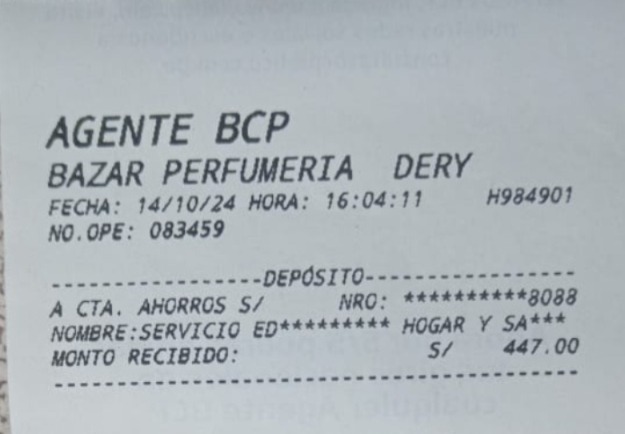 AGENTE BCP
BAZAR PERFUMERIA DERY
FECHA: 14/10/24 HORA: 16:04:11 H984901
NO.OPE: 083459
-----------------DEPÓSITO-----------------
A CTA. AHORROS S/ NRO: **********8088
NOMBRE:SERVICIO ED********* HOGAR Y SA***
MONTO RECIBIDO: S/ 447.00
------------------------------------------